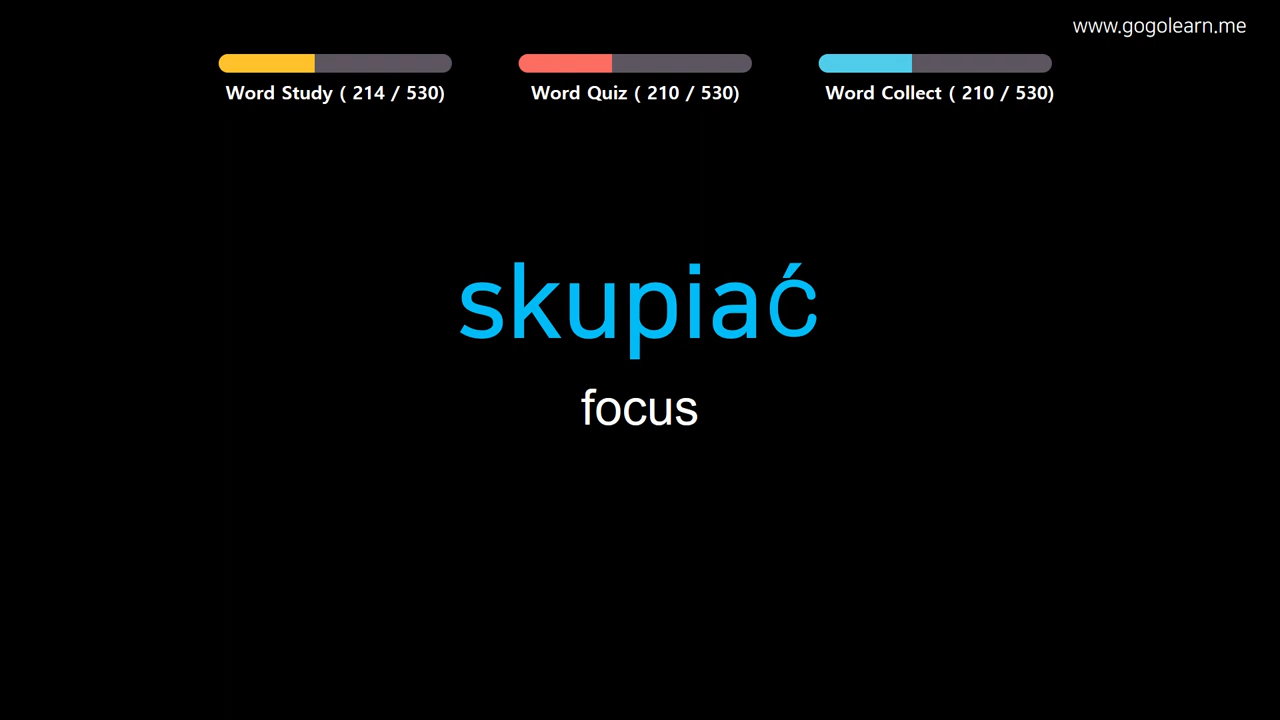 www.gogolearn.me
Word Study ( 214 / 530)
Word Quiz ( 210 / 530)
Word Collect ( 210 / 530)
skupiać
focus